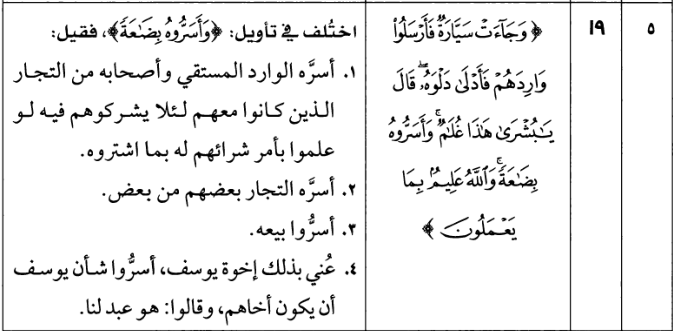 ٥
١٩
﴿ وَجَآءَتۡ سَيَّارَةٞ فَأَرۡسَلُواْ
وَارِدَهُمۡ فَأَدۡلَىٰ دَلۡوَهُۥۖ قَالَ
يَٰبُشۡرَىٰ هَٰذَا غُلَٰمٞۚ وَأَسَرُّوهُ
بِضَٰعَةٗۚ وَٱللَّهُ عَلِيمُۢ بِمَا
يَعۡمَلُونَ ﴾
اختُلف في تأويل: ﴿وَأَسَرُّوهُ بِضَٰعَةٗ﴾، فقيل:
١. أسرَّه الوارد المستقي وأصحابه من التجار
الذين كانوا معهم لئلا يشركوهم فيه لو
علموا بأمر شرائهم له بما اشتروه.
٢. أسرَّه التجار بعضهم من بعض.
٣. أسرُّوا بيعه.
٤. عُني بذلك إخوة يوسف، أسرُّوا شأن يوسف
أن يكون أخاهم، وقالوا: هو عبد لنا.